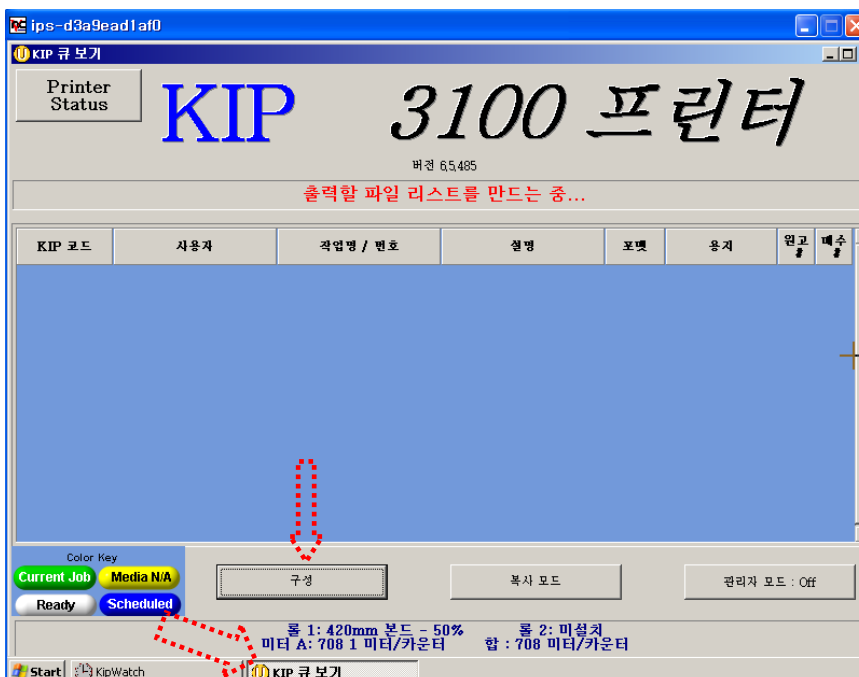 ips-d3a9ead1af0
KIP 큐 보기
Printer
Status
KIP 3100 프린터
버전 6.5.485
출력할 파일 리스트를 만드는 중...
KIP 코드 사용자 작업명 / 번호 설명 포맷 용지 원고 # 매수 #
Color Key
Current Job Media N/A
Ready Scheduled
구성 복사 모드 관리자 모드 : Off
롤 1: 420mm 본드 - 50% 롤 2: 미설치
미터 A: 708 1 미터/카운터 합 : 708 미터/카운터
Start KipWatch KIP 큐 보기